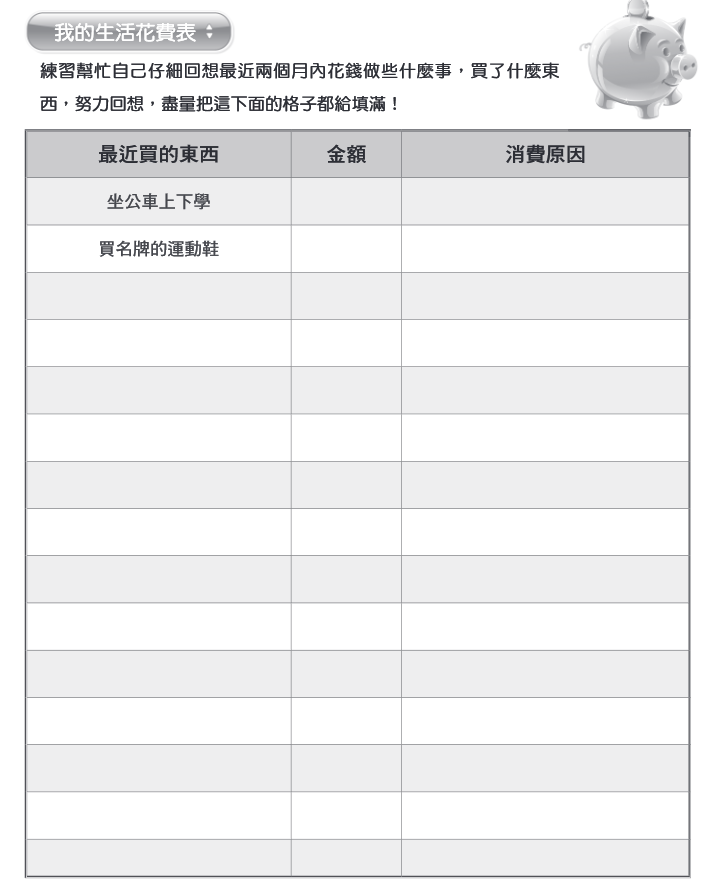 我的生活花費表
練習幫忙自己仔細回想最近兩個月內花錢做些什麼事，買了什麼東
西，努力回想，盡量把這下面的格子都給填滿！
最近買的東西 金額 消費原因
坐公車上下學
買名牌的運動鞋